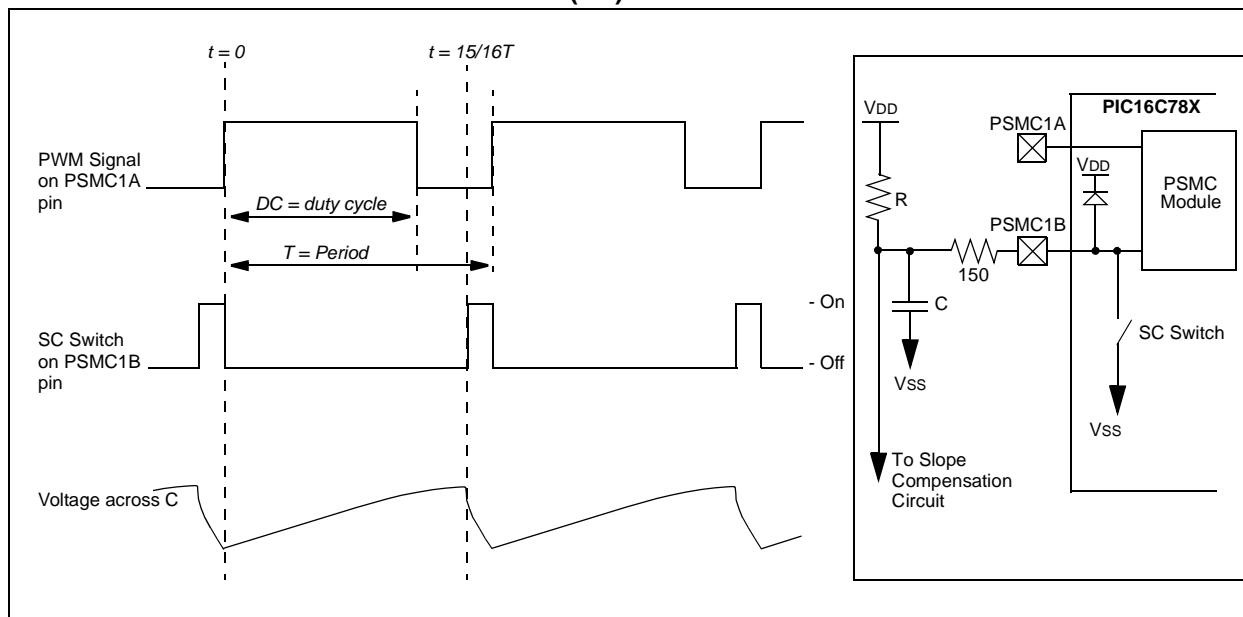 t = 0
t = 15/16T
PWM Signal
on PSMC1A
pin
DC = duty cycle
T = Period
SC Switch
on PSMC1B
pin
- On
- Off
Voltage across C
VDD
R
C
VSS
150
To Slope
Compensation
Circuit
PSMC1A
PSMC1B
PIC16C78X
VDD
PSMC
Module
SC Switch
VSS